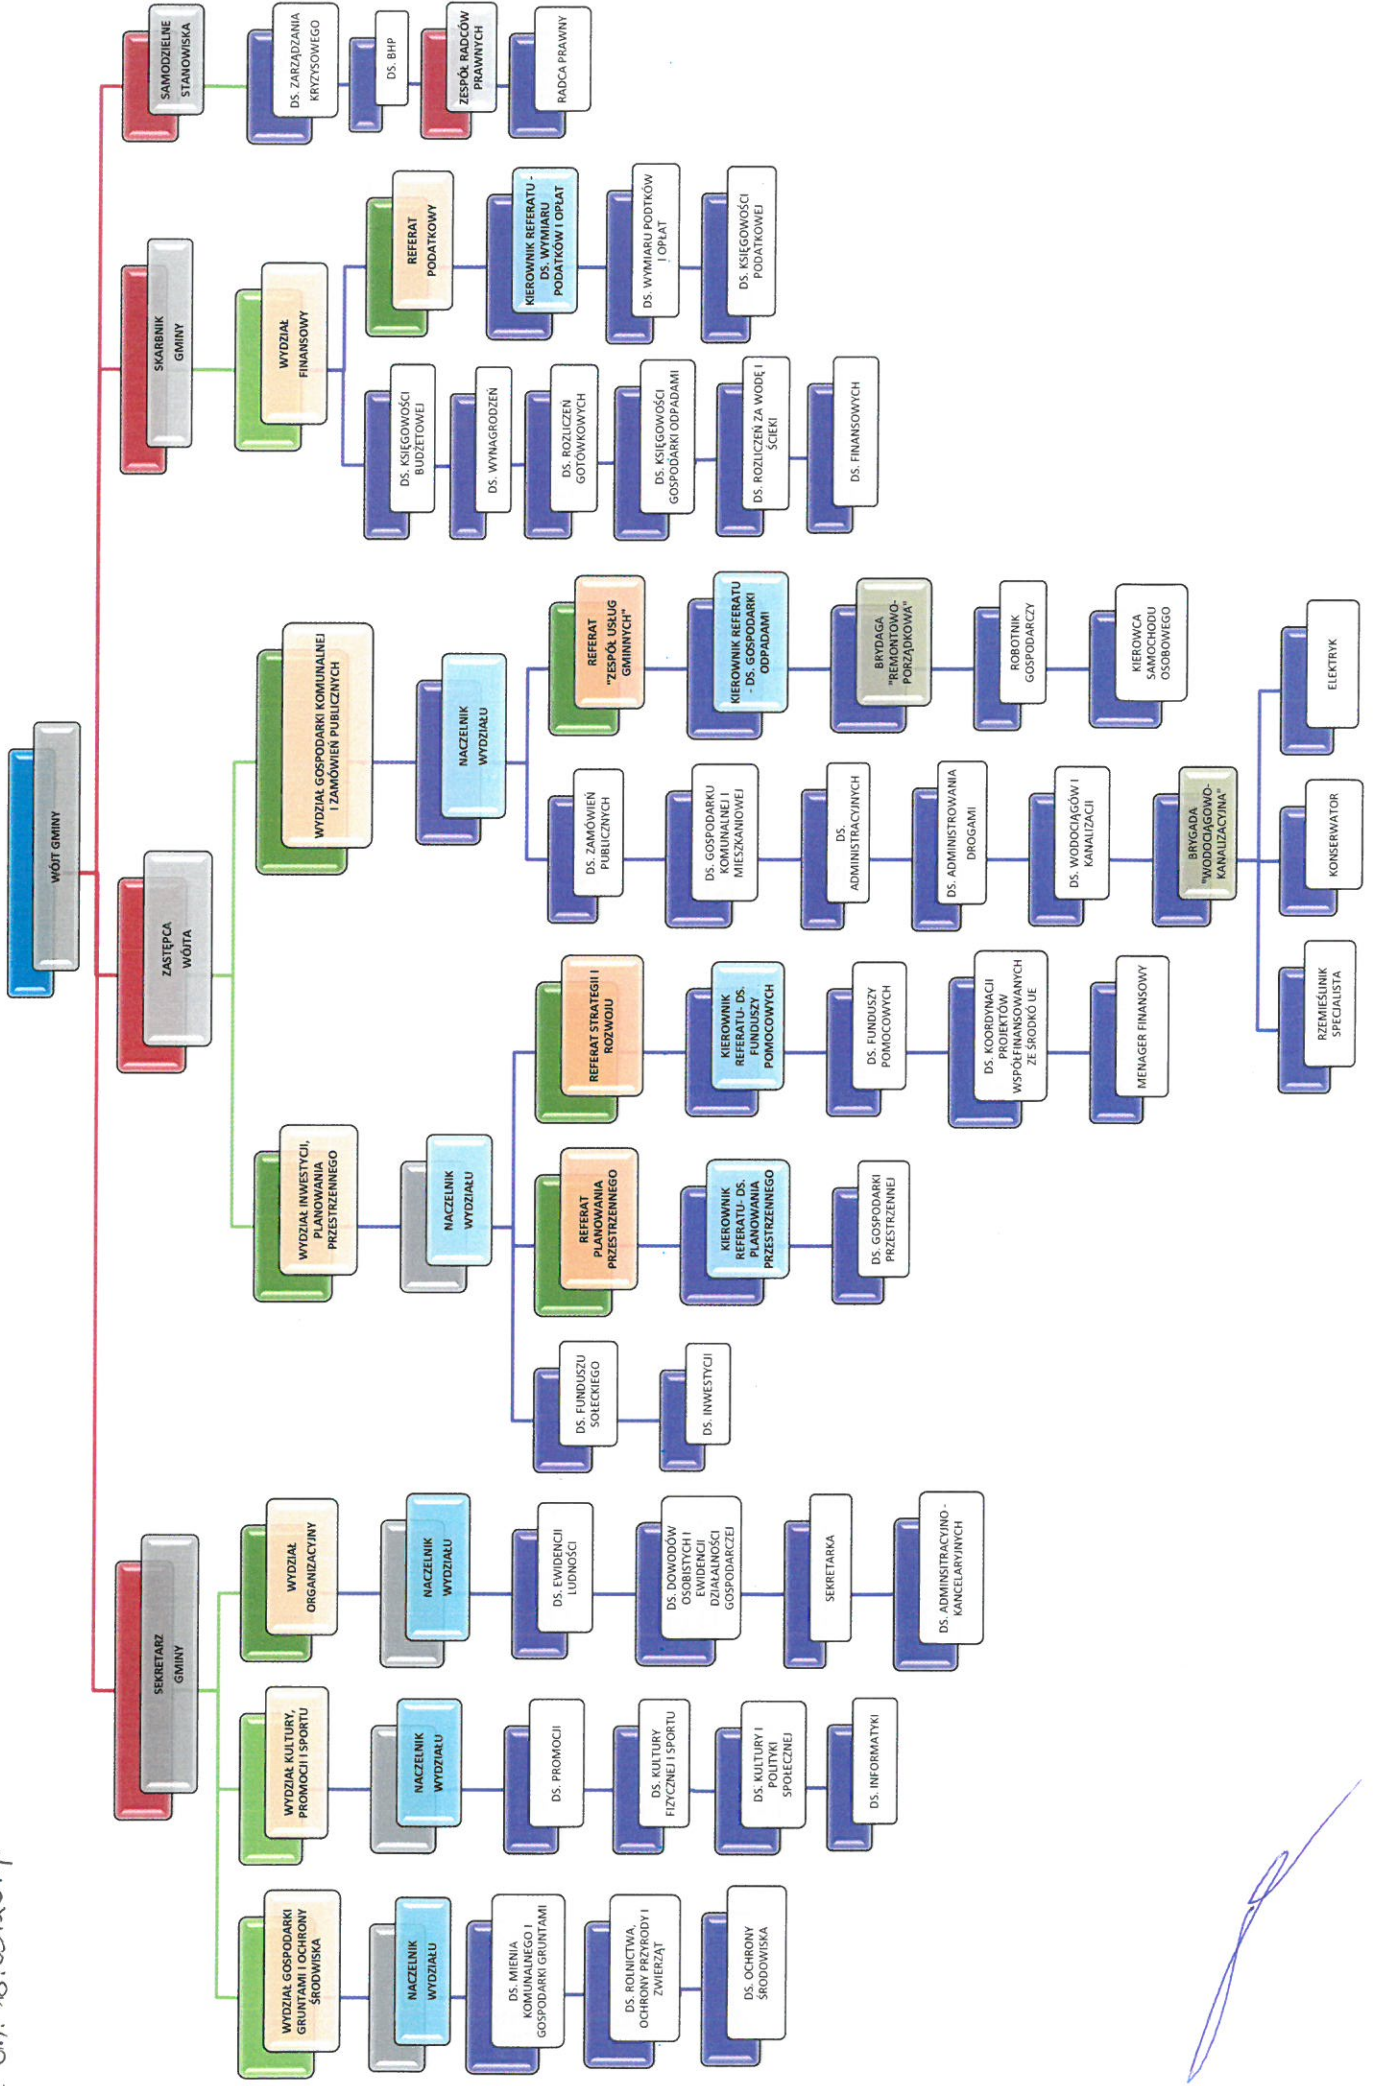 WÓJT GMINY
SEKRETARZ
GMINY
ZASTĘPCA
WÓJTA
SKARBNIK
GMINY
SAMODZIELNE
STANOWISKA
WYDZIAŁ GOSPODARKI
GRUNTAMI I OCHRONY
ŚRODWISKA
NACZELNIK
WYDZIAŁU
DS. MIENIA
KOMUNALNEGO I
GOSPODARKI GRUNTAMI
DS. ROLNICTWA,
OCHRONY PRZYRODY I
ZWIERZĄT
DS. OCHRONY
ŚRODOWISKA
WYDZIAŁ KULTURY,
PROMOCJI I SPORTU
NACZELNIK
WYDZIAŁU
DS. PROMOCJI
DS. KULTURY
FIZYCZNEJ I SPORTU
DS. KULTURY I
POLITYKI
SPOŁECZNEJ
DS. INFORMATYKI
WYDZIAŁ
ORGANIZACYJNY
NACZELNIK
WYDZIAŁU
DS. EWIDENCJI
LUDNOŚCI
DS. DOWODÓW
OSOBISTYCH I
EWIDENCJI
DZIAŁALNOŚCI
GOSPODARCZEJ
SEKRETARKA
DS. ADMINSITRACYJNO -
KANCELARYJNYCH
WYDZIAŁ INWESTYCJI,
PLANOWANIA
PRZESTRZENNEGO
NACZELNIK
WYDZIAŁU
DS. FUNDUSZU
SOŁECKIEGO
DS. INWESTYCJI
REFERAT
PLANOWANIA
PRZESTRZENNEGO
KIEROWNIK
REFERATU- DS.
PLANOWANIA
PRZESTRZENNEGO
DS. GOSPODARKI
PRZESTRZENNEJ
REFERAT STRATEGII I
ROZWOJU
KIEROWNIK
REFERATU- DS.
FUNDUSZY
POMOCOWYCH
DS. FUNDUSZY
POMOCOWYCH
DS. KOORDYNACJI
PROJEKTÓW
WSPÓŁFINANSOWANYCH
ZE ŚRODKÓ UE
MENAGER FINANSOWY
WYDZIAŁ GOSPODARKI KOMUNALNEJ
I ZAMÓWIEŃ PUBLICZNYCH
NACZELNIK
WYDZIAŁU
DS. ZAMÓWIEŃ
PUBLICZNYCH
DS. GOSPODARKU
KOMUNALNEJ I
MIESZKANIOWEJ
DS.
ADMINISTRACYJNYCH
DS. ADMINISTROWANIA
DROGAMI
DS. WODOCIĄGÓW I
KANALIZACJI
BRYGADA
"WODOCIĄGOWO-
KANALIZACYJNA"
RZEMIEŚLINIK
SPECJALISTA
KONSERWATOR
ELEKTRYK
REFERAT
"ZESPÓŁ USŁUG
GMINNYCH"
KIEROWNIK REFERATU
- DS. GOSPODARKI
ODPADAMI
BRYDAGA
"REMONTOWO-
PORZĄDKOWA"
ROBOTNIK
GOSPODARCZY
KIEROWCA
SAMOCHODU
OSOBOWEGO
WYDZIAŁ
FINANSOWY
DS. KSIĘGOWOŚCI
BUDŻETOWEJ
DS. WYNAGRODZEŃ
DS. ROZLICZEŃ
GOTÓWKOWYCH
DS. KSIĘGOWOŚCI
GOSPODARKI ODPADAMI
DS. ROZLICZEŃ ZA WODĘ I
ŚCIEKI
DS. FINANSOWYCH
REFERAT
PODATKOWY
KIEROWNIK REFERATU -
DS. WYMIARU
PODATKÓW I OPŁAT
DS. WYMIARU PODTKÓW
I OPŁAT
DS. KSIĘGOWOŚCI
PODATKOWEJ
DS. ZARZĄDZANIA
KRYZYSOWEGO
DS. BHP
ZESPÓŁ RADCÓW
PRAWNYCH
RADCA PRAWNY